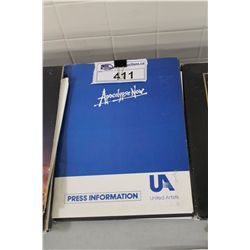 411
Apocalypse Now
PRESS INFORMATION
UA
United Artists